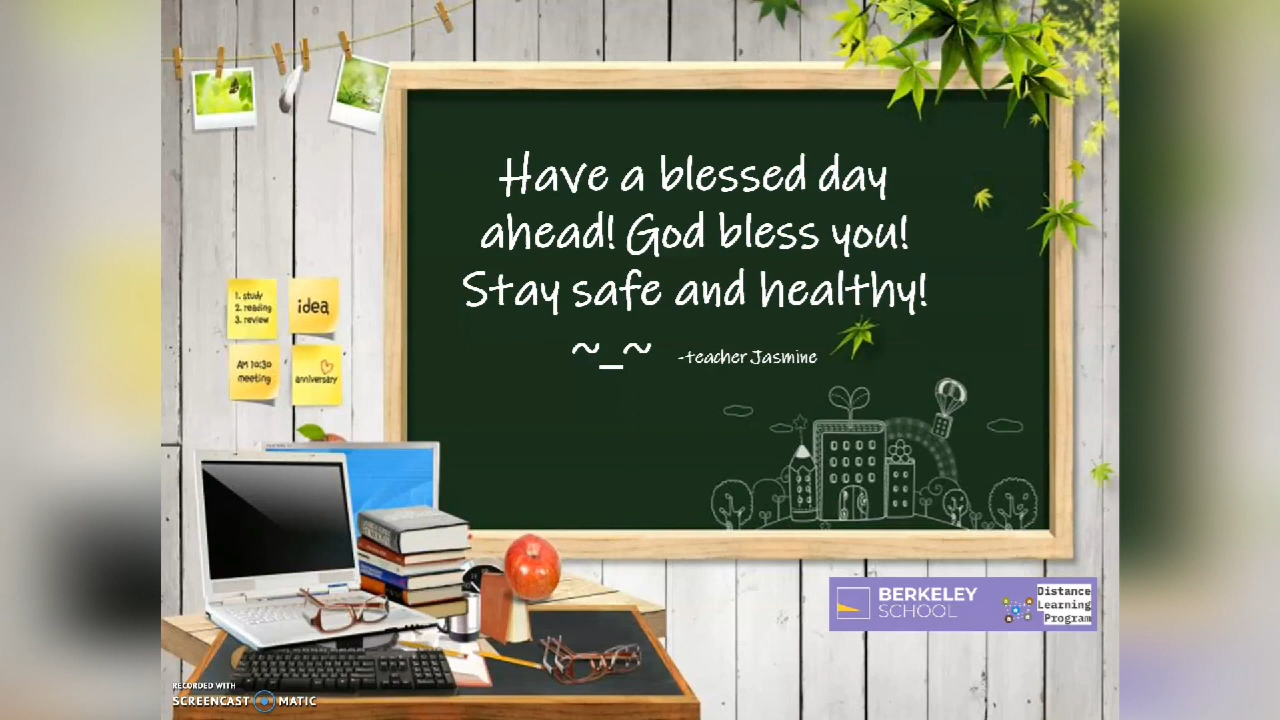 Have a blessed day
ahead! God bless you!
Stay safe and healthy!
~_~ -teacher Jasmine
1. study
2. reading
3. review
idea
AM 10:30
meeting
anniversary
BERKELEY
SCHOOL
Distance
Learning
Program
RECORDED WITH
SCREENCAST MATIC